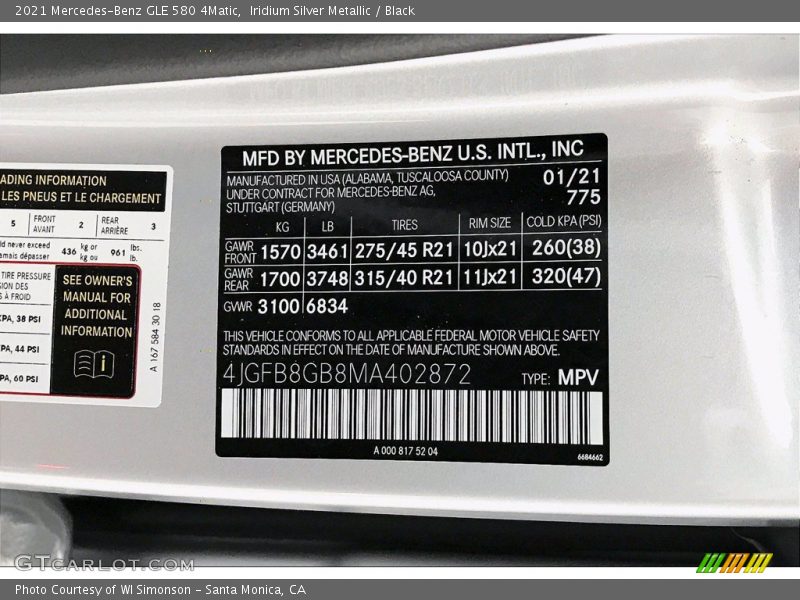 2021 Mercedes-Benz GLE 580 4Matic, Iridium Silver Metallic / Black
ADING INFORMATION
LES PNEUS ET LE CHARGEMENT
5 FRONT AVANT 2 REAR ARRIÈRE 3
ld never exceed
amais dépasser 436 kg or kg ou 961 lbs. lb.
TIRE PRESSURE
SION DES
S À FROID
KPA, 38 PSI
PA, 44 PSI
PA, 60 PSI
SEE OWNER'S
MANUAL FOR
ADDITIONAL
INFORMATION
A 167 584 30 18
MFD BY MERCEDES-BENZ U.S. INTL., INC
MANUFACTURED IN USA (ALABAMA, TUSCALOOSA COUNTY) 01/21
UNDER CONTRACT FOR MERCEDES-BENZ AG, 775
STUTTGART (GERMANY)
KG LB TIRES RIM SIZE COLD KPA (PSI)
GAWR FRONT 1570 3461 275/45 R21 10Jx21 260(38)
GAWR REAR 1700 3748 315/40 R21 11Jx21 320(47)
GVWR 3100 6834
THIS VEHICLE CONFORMS TO ALL APPLICABLE FEDERAL MOTOR VEHICLE SAFETY
STANDARDS IN EFFECT ON THE DATE OF MANUFACTURE SHOWN ABOVE.
4JGFB8GB8MA402872 TYPE: MPV
A 000 817 52 04
6684662
GTCarLot.com
Photo Courtesy of WI Simonson - Santa Monica, CA